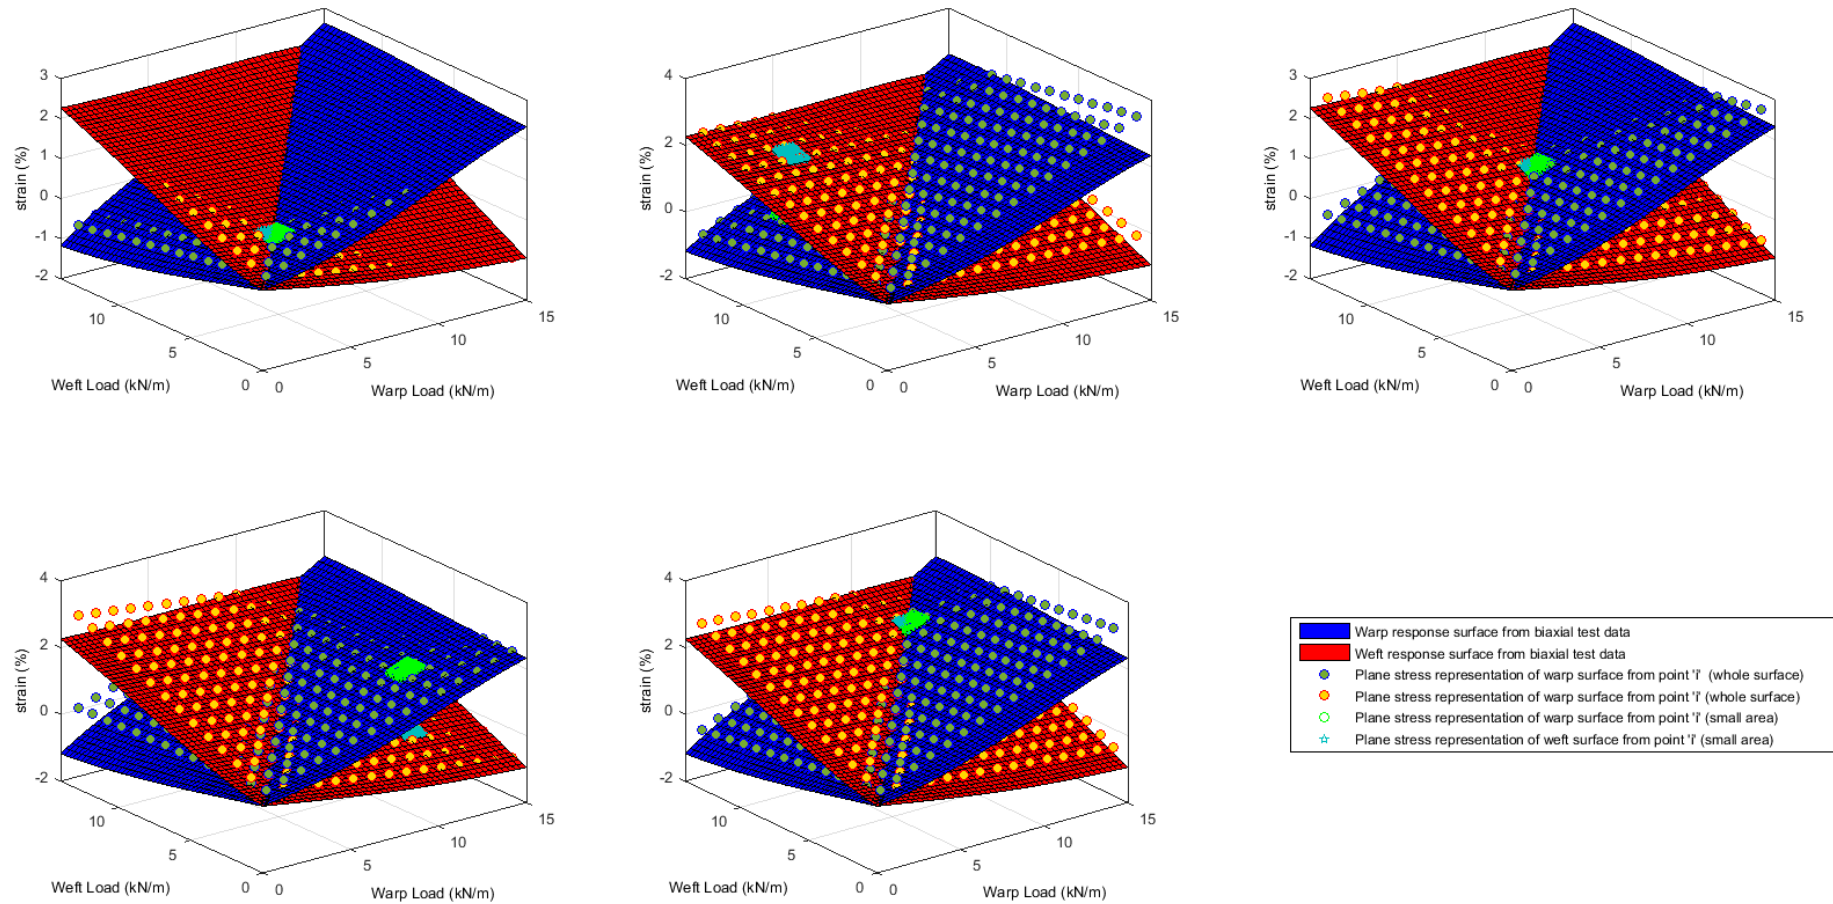 3
2
1
0
-1
-2
strain (%)
10
5
0
Weft Load (kN/m)
0
5
10
15
Warp Load (kN/m)
4
2
0
-2
strain (%)
10
5
0
Weft Load (kN/m)
0
5
10
15
Warp Load (kN/m)
3
2
1
0
-1
-2
strain (%)
10
5
0
Weft Load (kN/m)
0
5
10
15
Warp Load (kN/m)
4
2
0
-2
strain (%)
10
5
0
Weft Load (kN/m)
0
5
10
15
Warp Load (kN/m)
4
2
0
-2
strain (%)
10
5
0
Weft Load (kN/m)
0
5
10
15
Warp Load (kN/m)
Warp response surface from biaxial test data
Weft response surface from biaxial test data
Plane stress representation of warp surface from point 'i' (whole surface)
Plane stress representation of warp surface from point 'i' (whole surface)
Plane stress representation of warp surface from point 'i' (small area)
Plane stress representation of weft surface from point 'i' (small area)